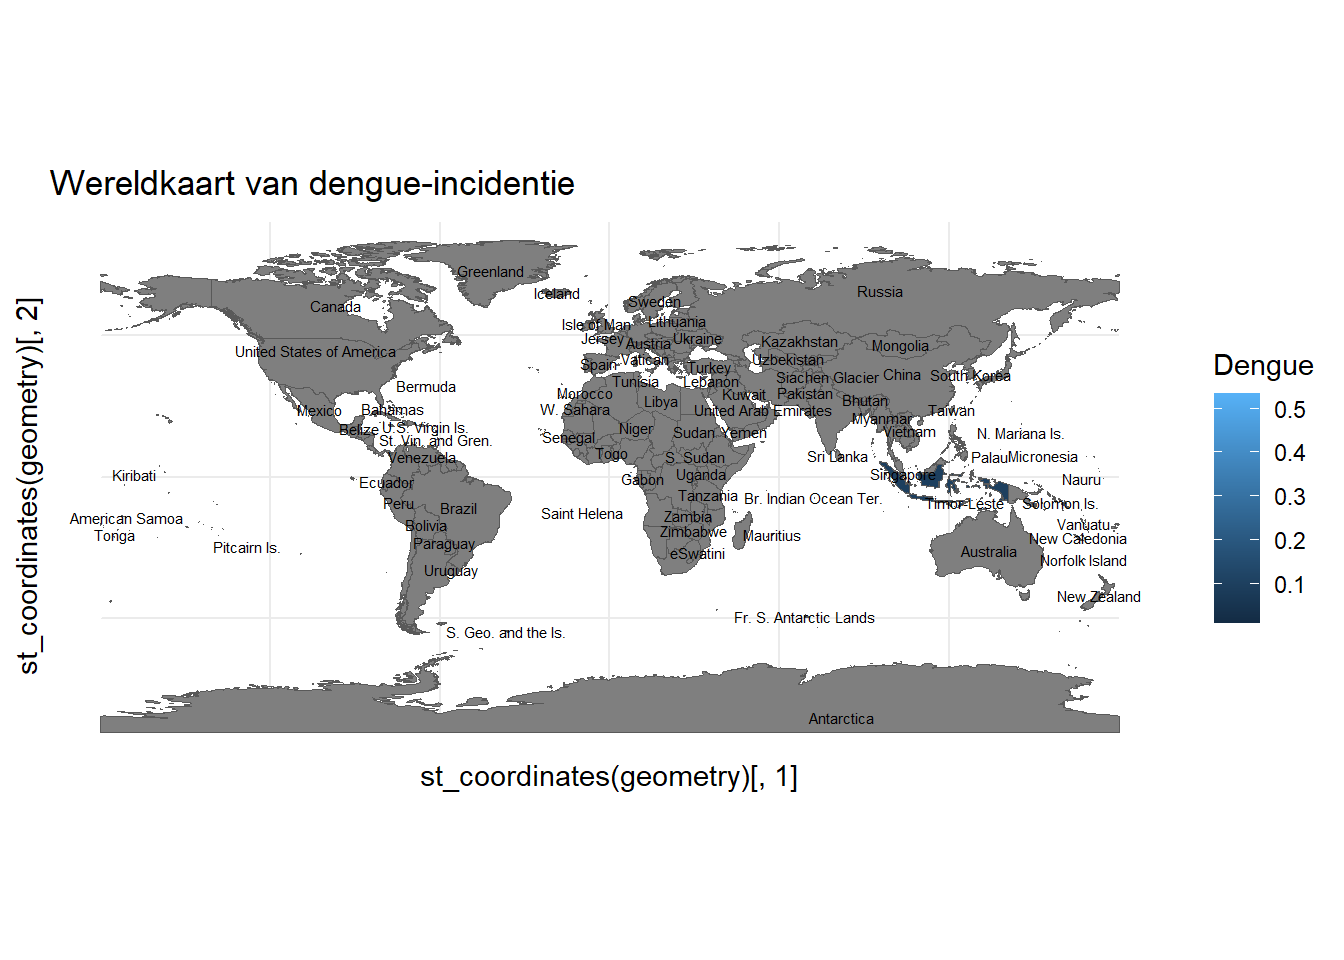 Wereldkaart van dengue-incidentie
st_coordinates(geometry)[, 2]
Greenland
Iceland
Russia
Canada
Sweden
Isle of Man
Lithuania
Jersey
Ukraine
Austria
Kazakhstan
Mongolia
United States of America
Vatican
Uzbekistan
Spain
Turkey
China
South Korea
Siachen Glacier
Tunisia
Lebanon
Bermuda
Morocco
Kuwait
Pakistan
Libya
Bhutan
Mexico
Bahamas
W. Sahara
United Arab Emirates
Taiwan
Myanmar
Belize
U.S. Virgin Is.
Niger
Sudan
Yemen
Vietnam
N. Mariana Is.
St. Vin. and Gren.
Senegal
Venezuela
Togo
S. Sudan
Sri Lanka
Palau
Micronesia
Kiribati
Ecuador
Gabon
Uganda
Singapore
Nauru
Peru
Brazil
Tanzania
Br. Indian Ocean Ter.
Timor-Leste
Solomon Is.
American Samoa
Saint Helena
Zambia
Bolivia
Vanuatu
Tonga
Zimbabwe
Mauritius
New Caledonia
Pitcairn Is.
Paraguay
eSwatini
Australia
Norfolk Island
Uruguay
New Zealand
Fr. S. Antarctic Lands
S. Geo. and the Is.
Antarctica
st_coordinates(geometry)[, 1]
Dengue
0.5
0.4
0.3
0.2
0.1